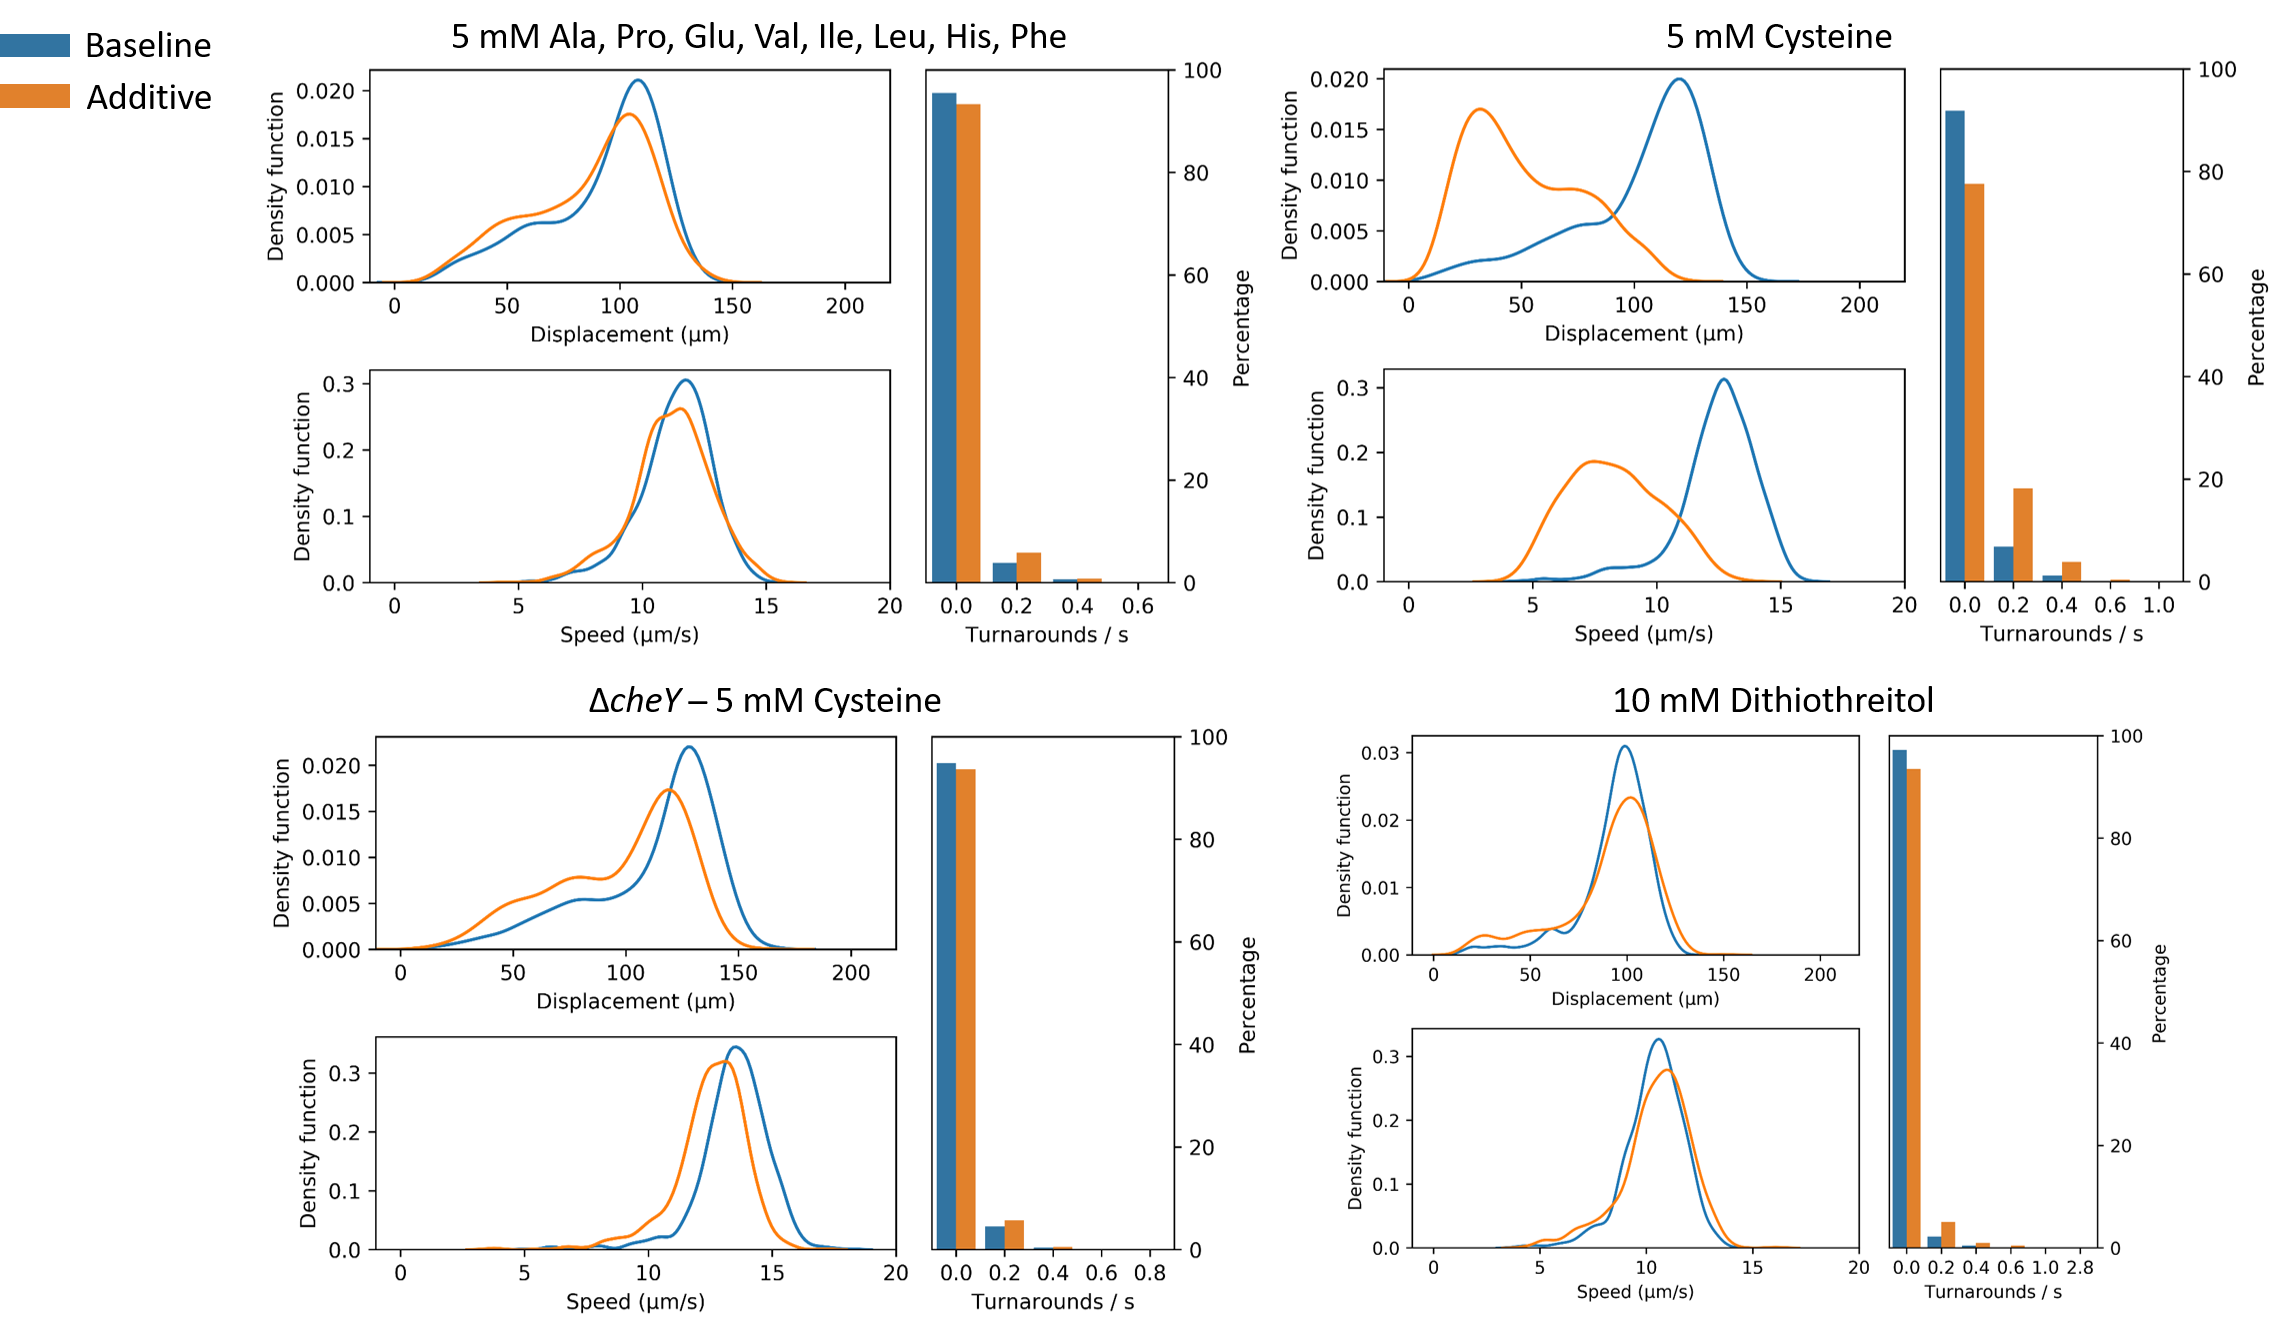 Baseline
Additive
5 mM Ala, Pro, Glu, Val, Ile, Leu, His, Phe
Density function
0.020
0.015
0.010
0.005
0.000
0 50 100 150 200
Displacement (μm)
Density function
0.3
0.2
0.1
0.0
0 5 10 15 20
Speed (μm/s)
100
80
60
40
20
0
Percentage
0.0 0.2 0.4 0.6
Turnarounds / s
5 mM Cysteine
Density function
0.020
0.015
0.010
0.005
0.000
0 50 100 150 200
Displacement (μm)
Density function
0.3
0.2
0.1
0.0
0 5 10 15 20
Speed (μm/s)
100
80
60
40
20
0
Percentage
0.0 0.2 0.4 0.6 1.0
Turnarounds / s
ΔcheY – 5 mM Cysteine
Density function
0.020
0.015
0.010
0.005
0.000
0 50 100 150 200
Displacement (μm)
Density function
0.3
0.2
0.1
0.0
0 5 10 15 20
Speed (μm/s)
100
80
60
40
20
0
Percentage
0.0 0.2 0.4 0.6 0.8
Turnarounds / s
10 mM Dithiothreitol
Density function
0.03
0.02
0.01
0.00
0 50 100 150 200
Displacement (μm)
Density function
0.3
0.2
0.1
0.0
0 5 10 15 20
Speed (μm/s)
100
80
60
40
20
0
Percentage
0.0 0.2 0.4 0.6 1.0 2.8
Turnarounds / s